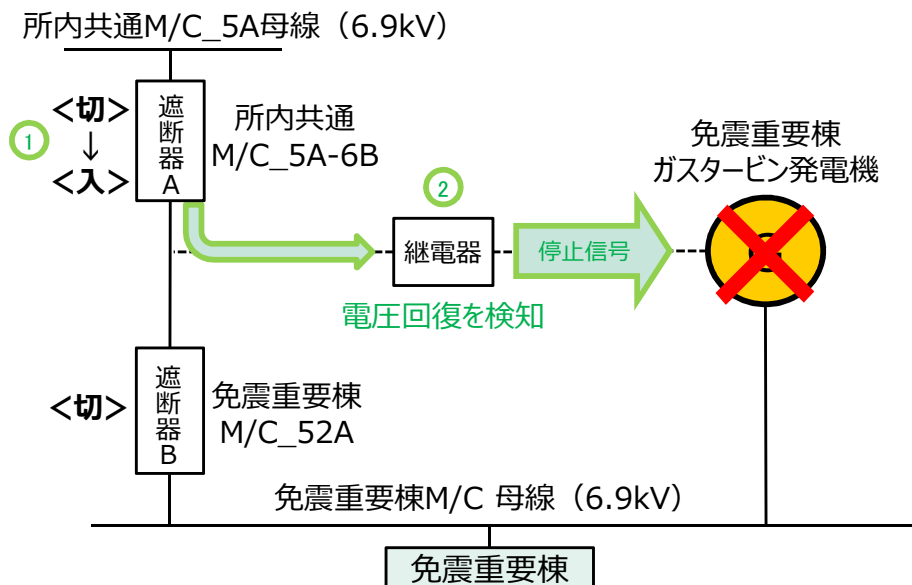 所内共通M/C_5A母線（6.9kV）
①
<切>
↓
<入>
遮断器A
所内共通
M/C_5A-6B
②
継電器
停止信号
電圧回復を検知
免震重要棟
ガスタービン発電機
<切>
遮断器B
免震重要棟
M/C_52A
免震重要棟M/C 母線（6.9kV）
免震重要棟